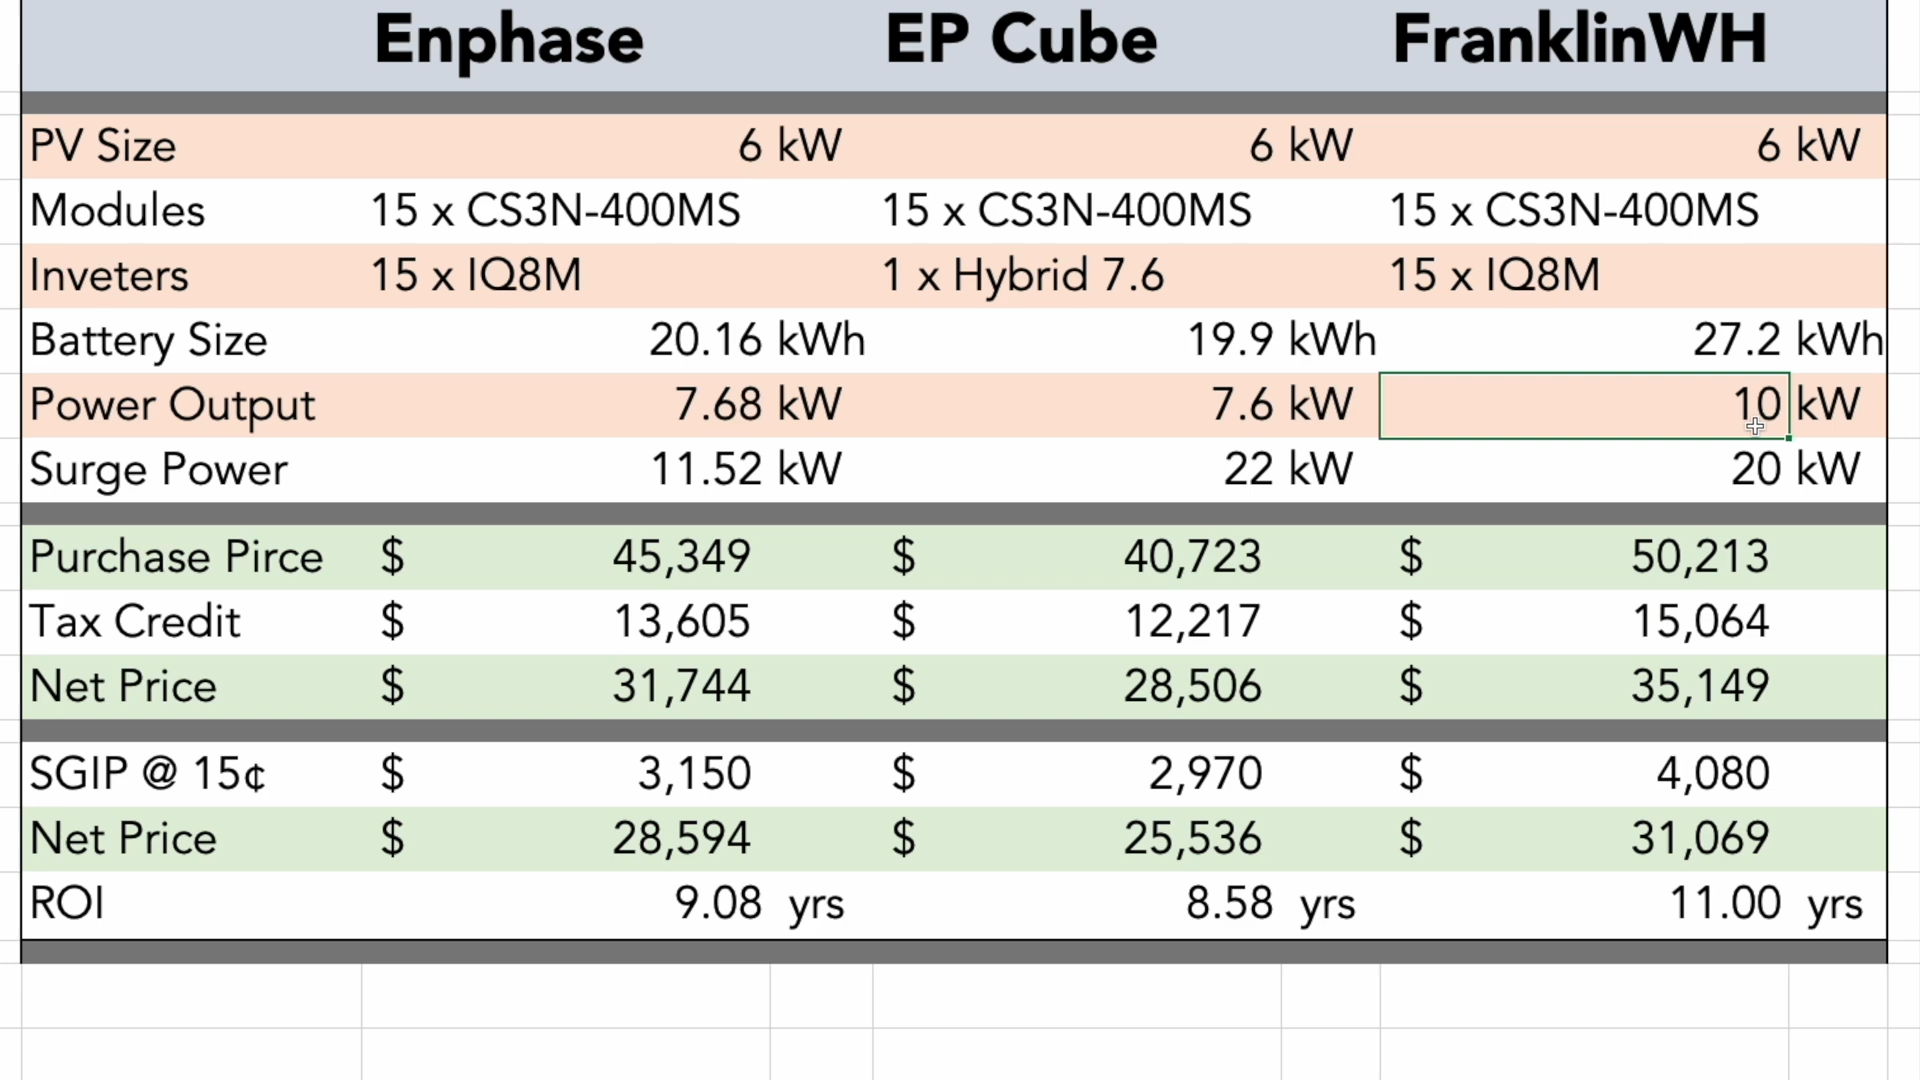 Enphase EP Cube FranklinWH
PV Size 6 kW 6 kW 6 kW
Modules 15 x CS3N-400MS 15 x CS3N-400MS 15 x CS3N-400MS
Inveters 15 x IQ8M 1 x Hybrid 7.6 15 x IQ8M
Battery Size 20.16 kWh 19.9 kWh 27.2 kWh
Power Output 7.68 kW 7.6 kW 10 kW
Surge Power 11.52 kW 22 kW 20 kW
Purchase Pirce $ 45,349 $ 40,723 $ 50,213
Tax Credit $ 13,605 $ 12,217 $ 15,064
Net Price $ 31,744 $ 28,506 $ 35,149
SGIP @ 15¢ $ 3,150 $ 2,970 $ 4,080
Net Price $ 28,594 $ 25,536 $ 31,069
ROI 9.08 yrs 8.58 yrs 11.00 yrs